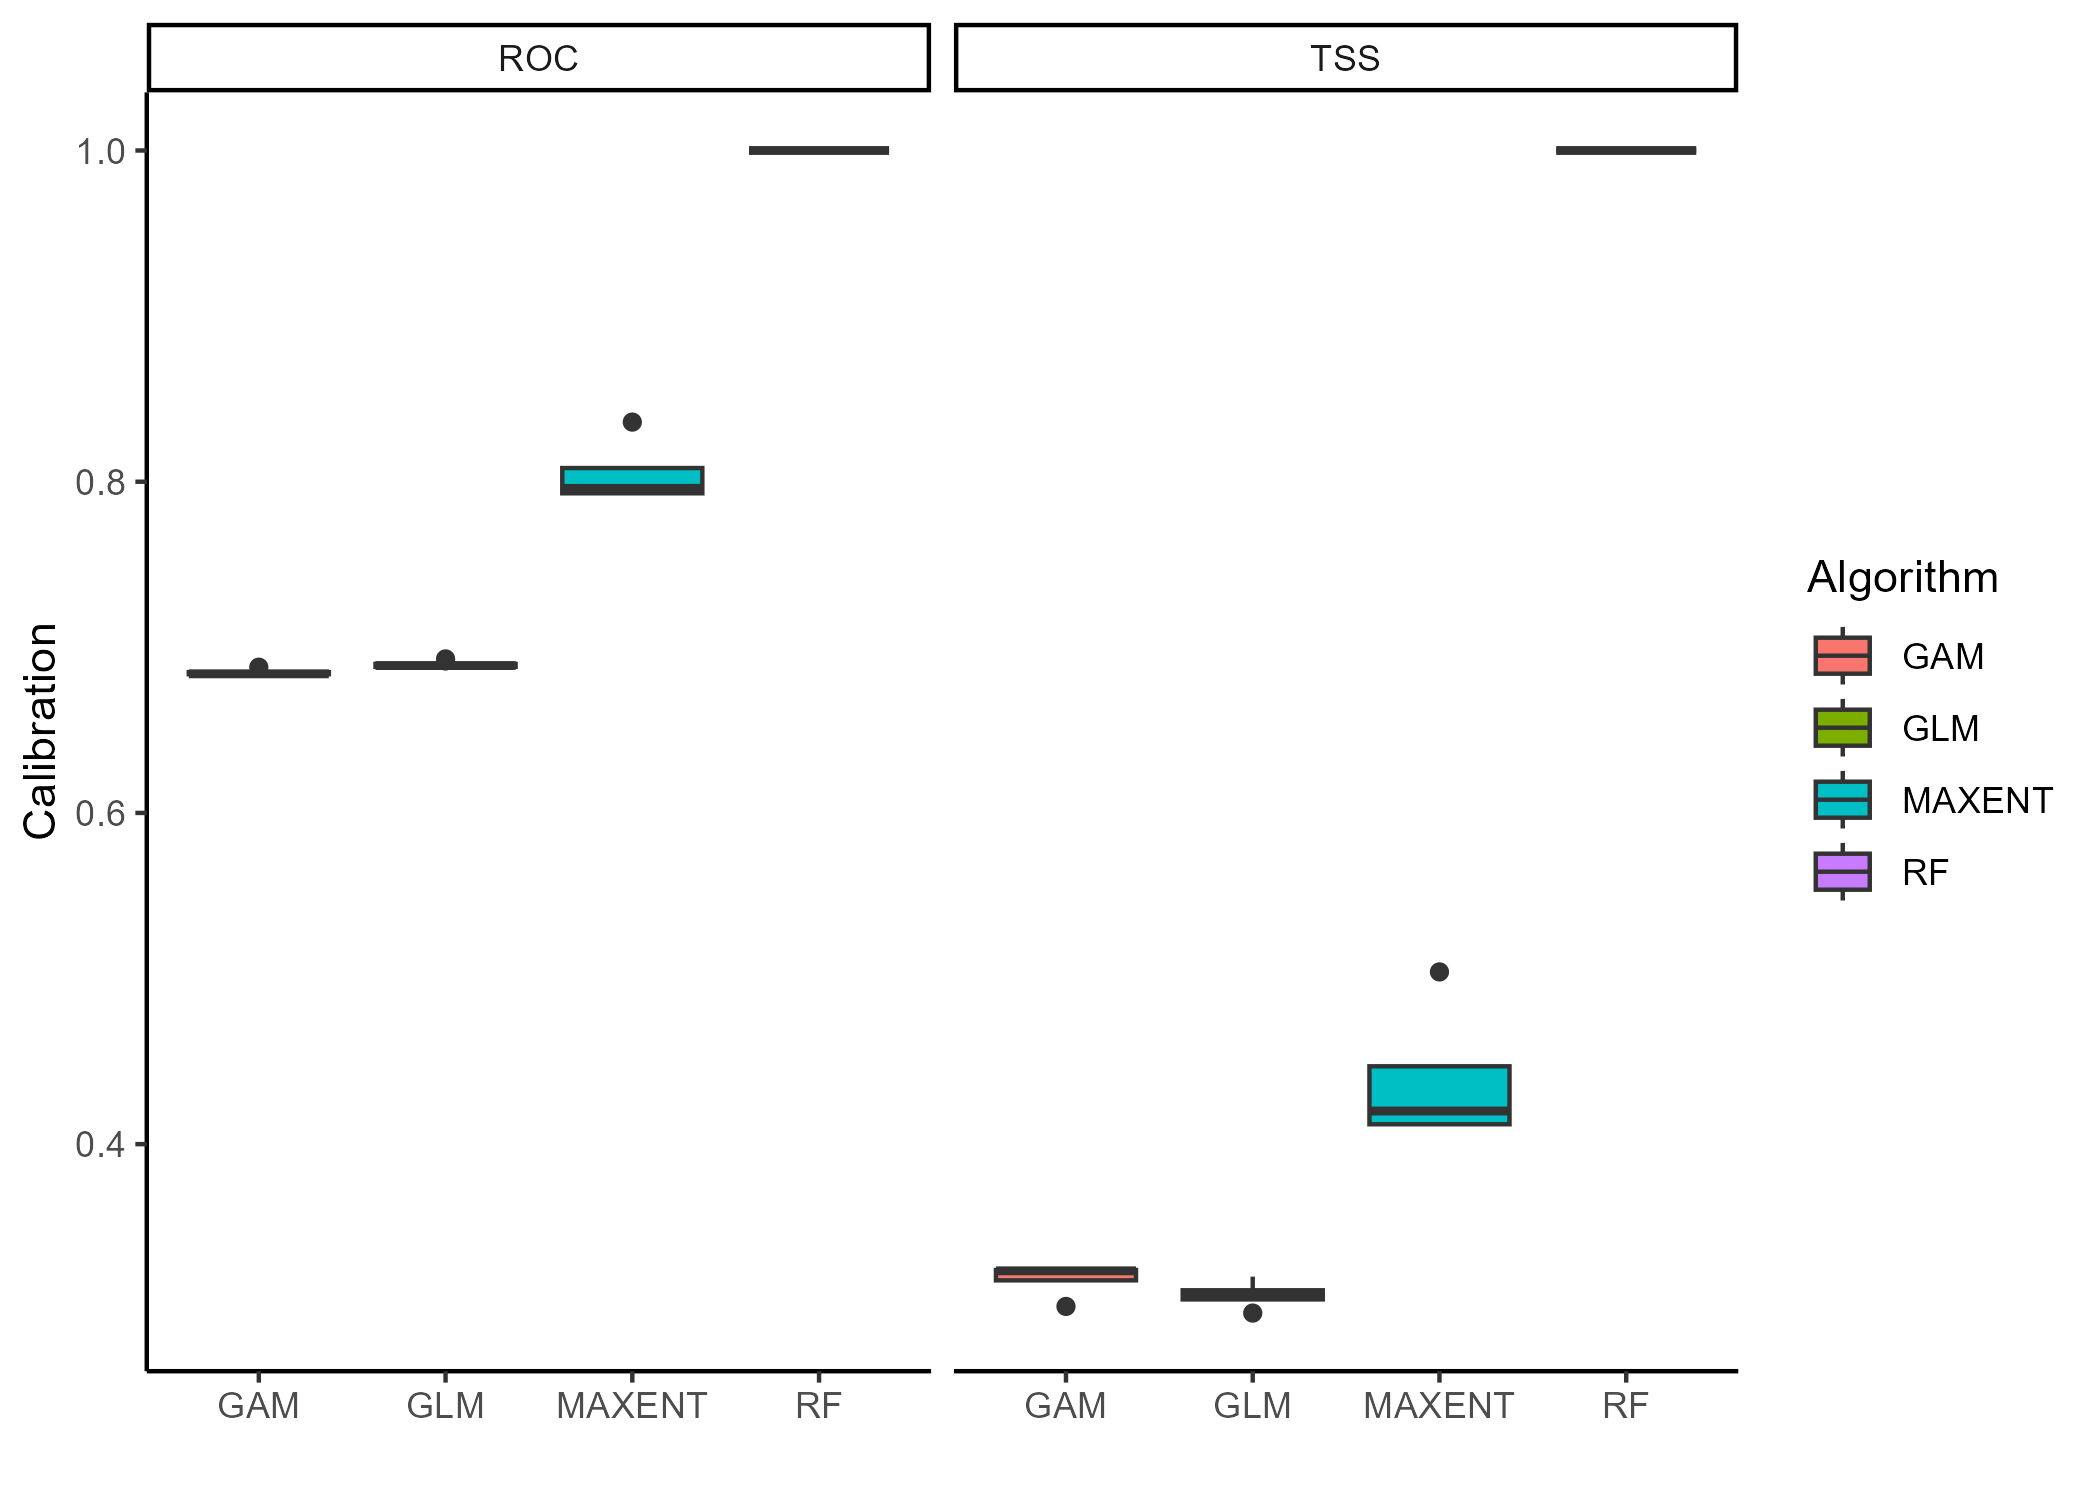 ROC
TSS
Calibration
1.0
0.8
0.6
0.4
GAM GLM MAXENT RF
GAM GLM MAXENT RF
Algorithm
GAM
GLM
MAXENT
RF